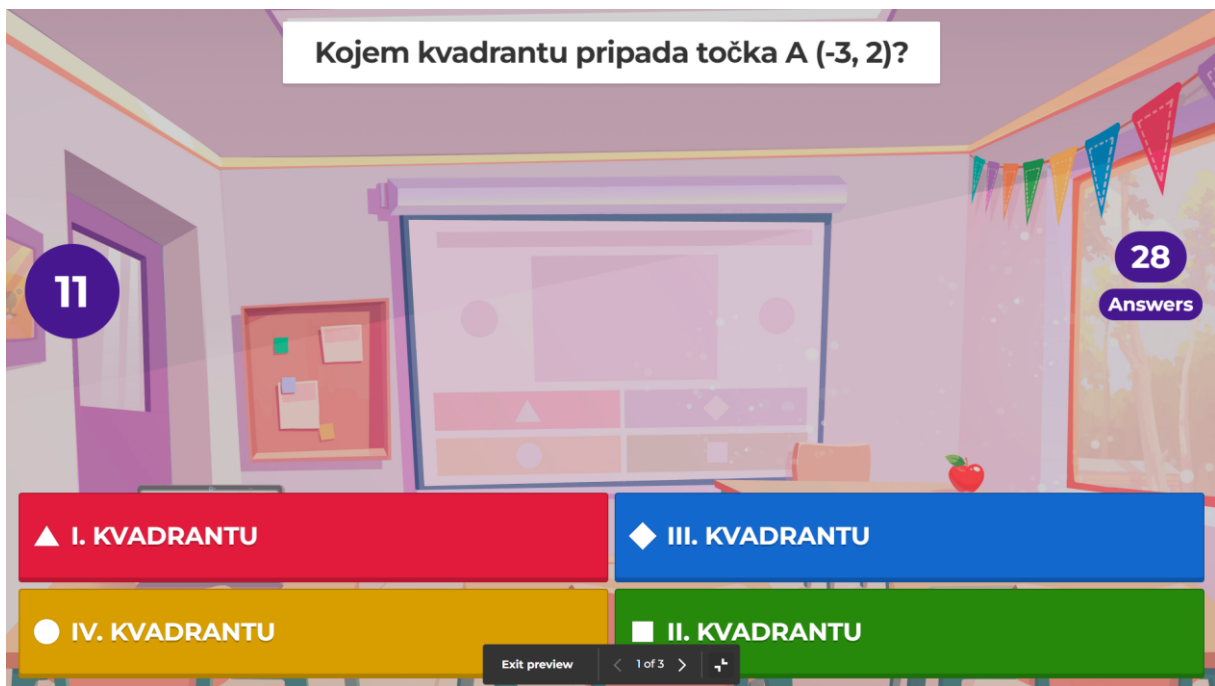 Kojem kvadrantu pripada točka A (-3, 2)?
11
28
Answers
I. KVADRANTU
III. KVADRANTU
IV. KVADRANTU
II. KVADRANTU
Exit preview
1 of 3